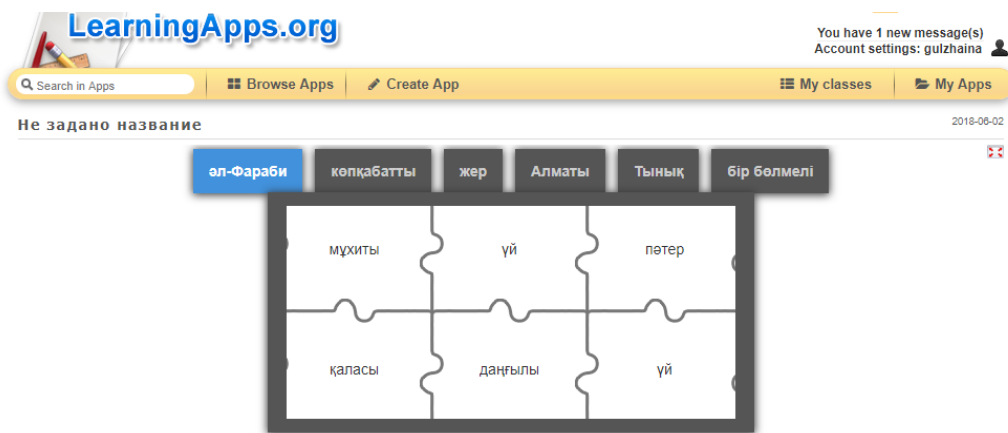 LearningApps.org
You have 1 new message(s)
Account settings: gulzhaina
Search in Apps
Browse Apps
Create App
My classes
My Apps
Не задано название
2018-06-02
әл-Фараби
көпқабатты
жер
Алматы
Тынық
бір бөлмелі
мұхиты
үй
пәтер
қаласы
даңғылы
үй